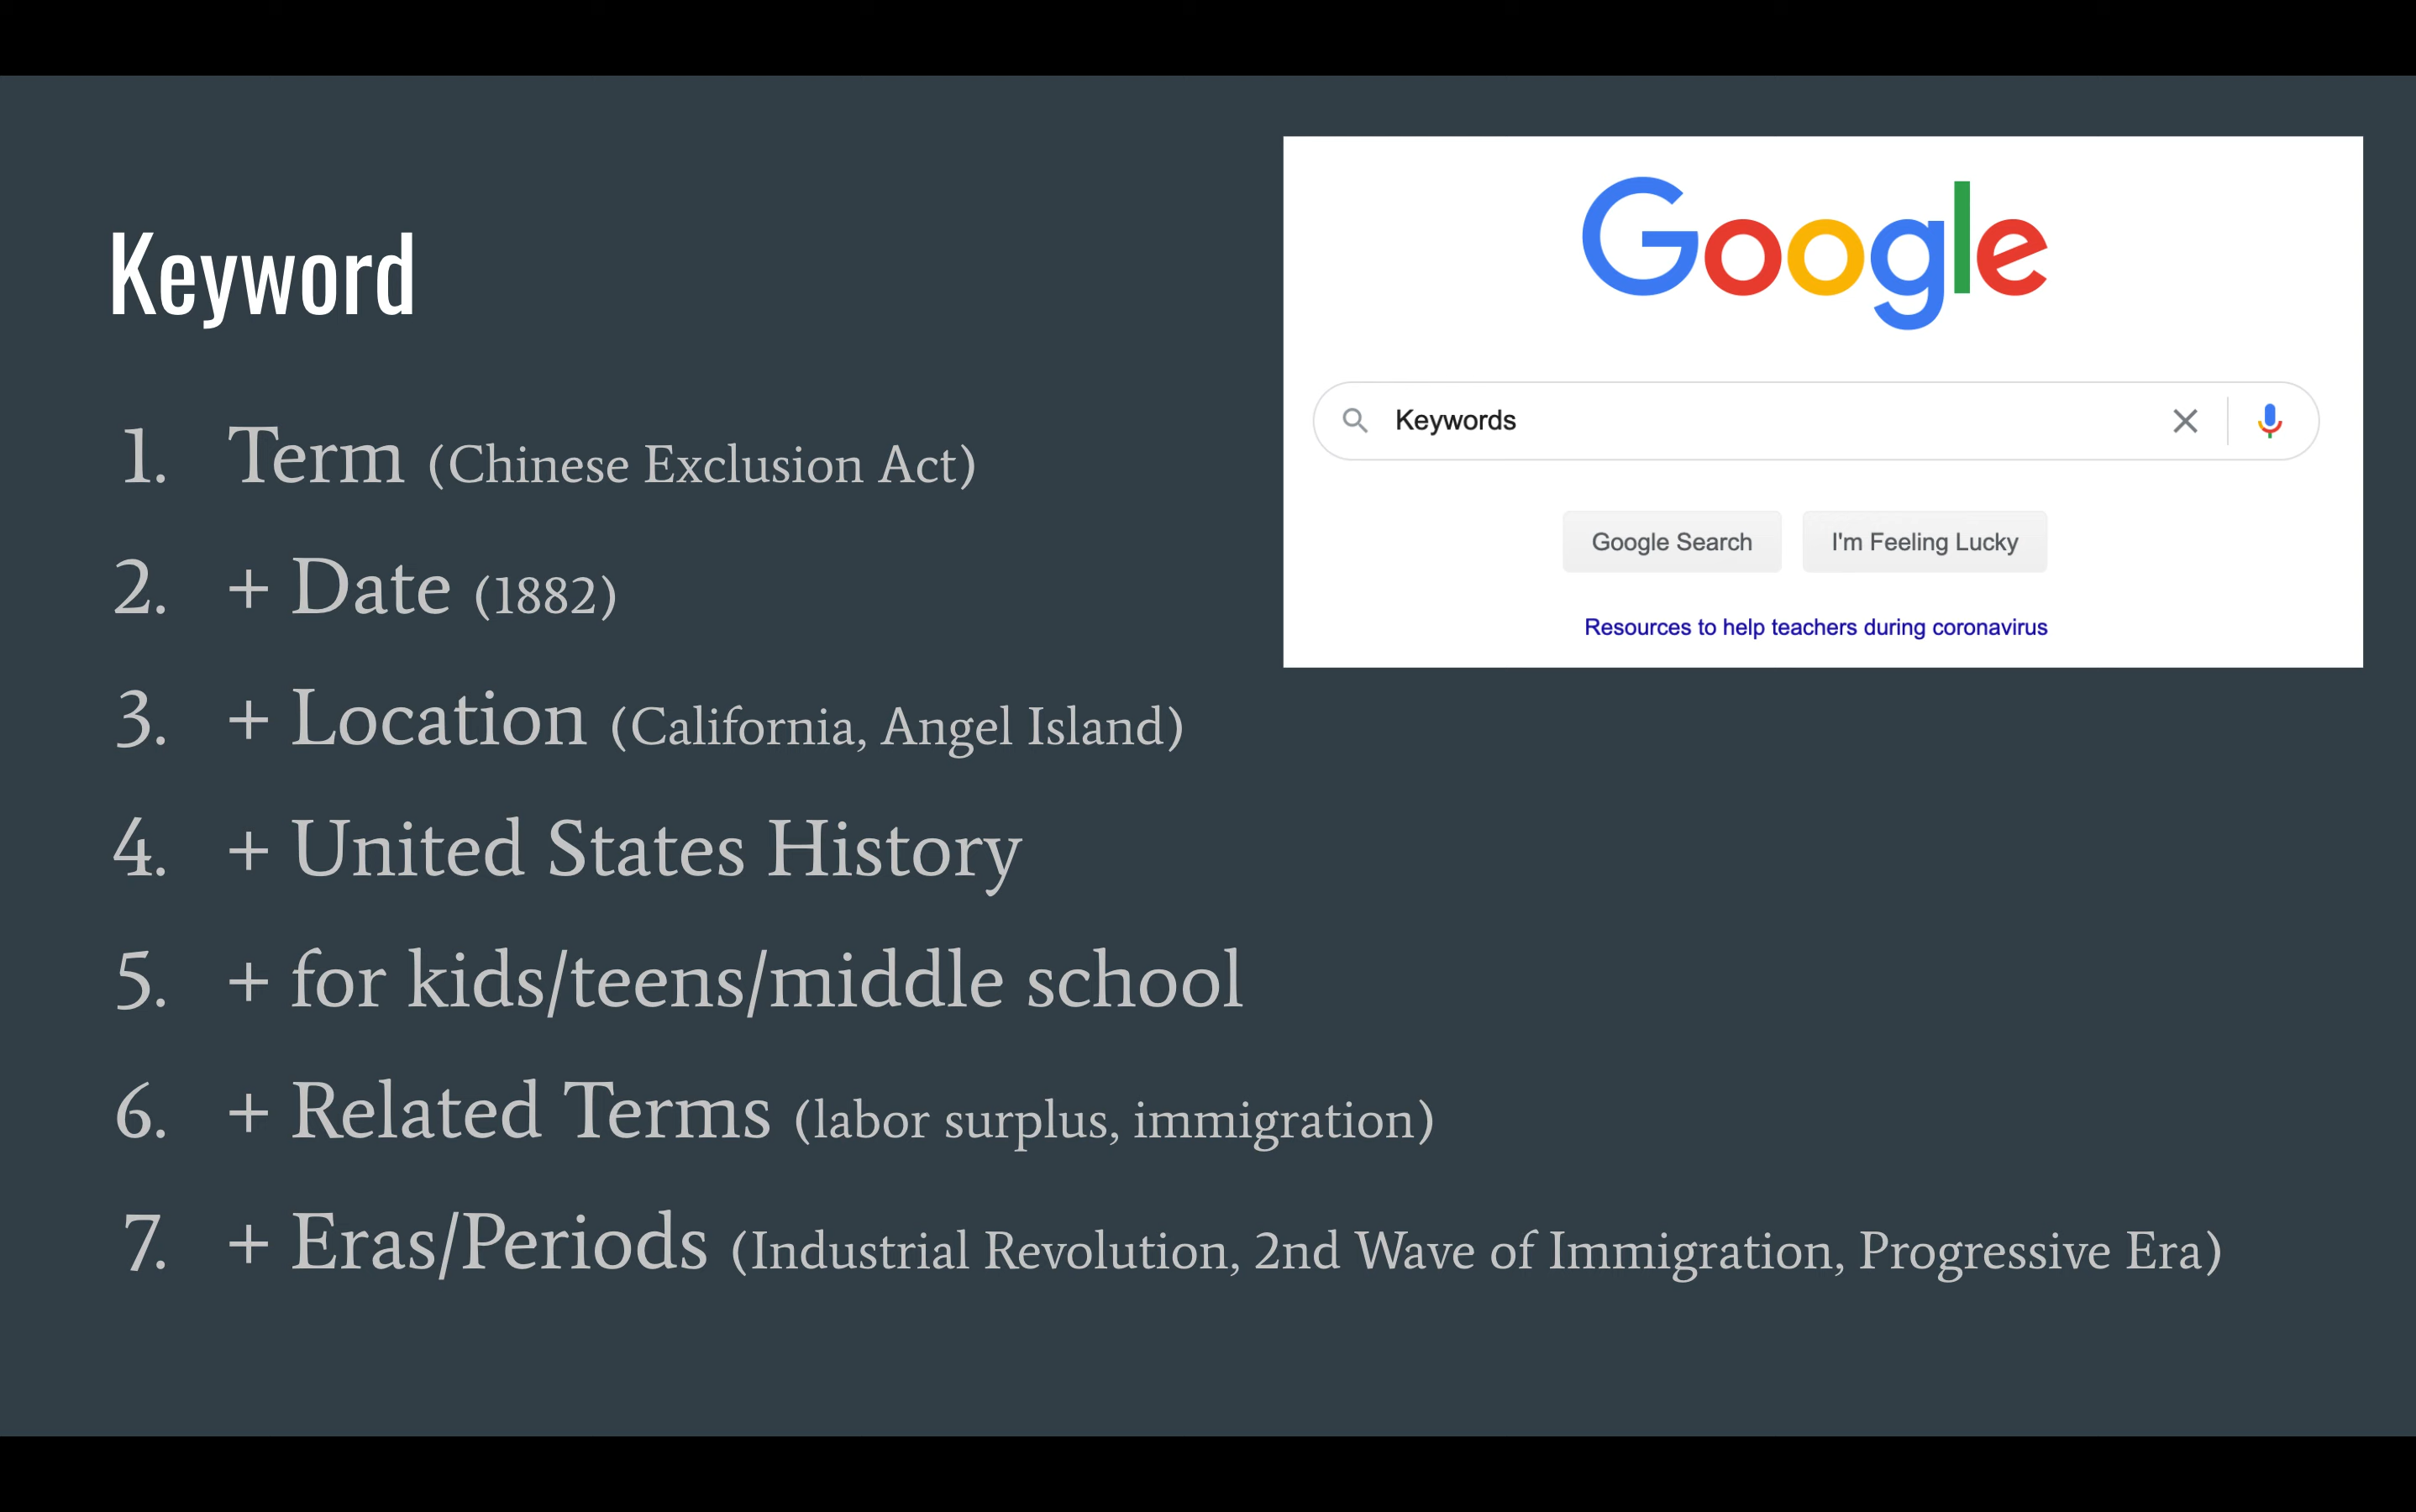 Keyword
1. Term (Chinese Exclusion Act)
2. + Date (1882)
3. + Location (California, Angel Island)
4. + United States History
5. + for kids/teens/middle school
6. + Related Terms (labor surplus, immigration)
7. + Eras/Periods (Industrial Revolution, 2nd Wave of Immigration, Progressive Era)
Google
Keywords
Google Search I'm Feeling Lucky
Resources to help teachers during coronavirus